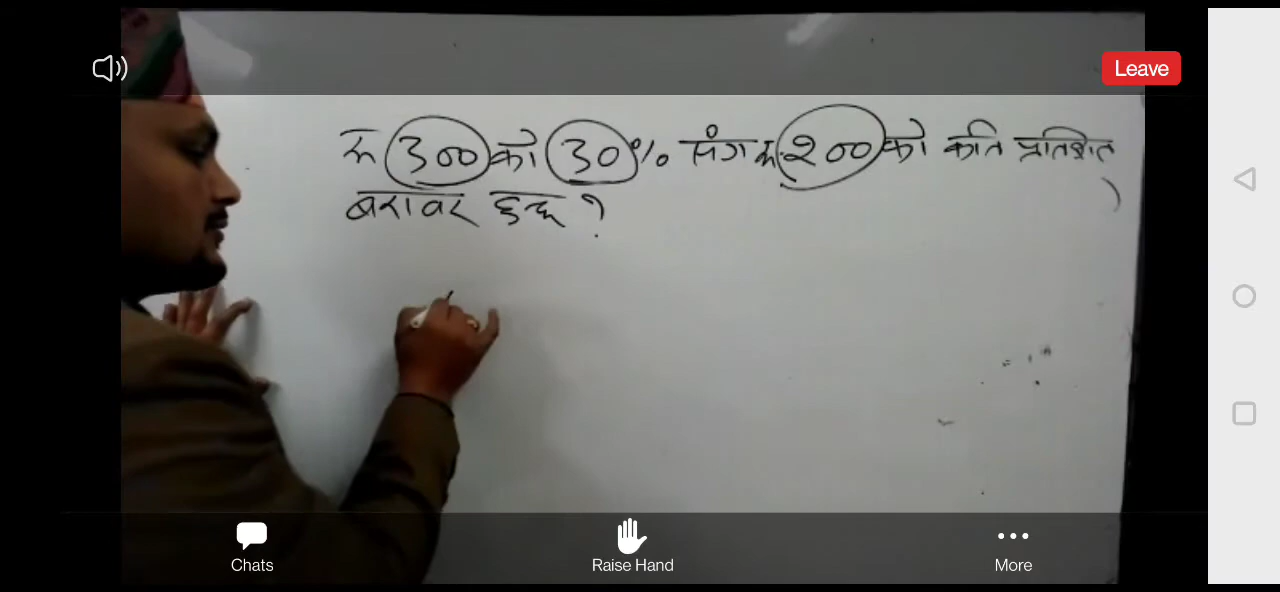 Leave
रु ३०० को ३०% संग रु. २०० को कति प्रतिशत
बराबर हुन्छ ?
Chats
Raise Hand
More